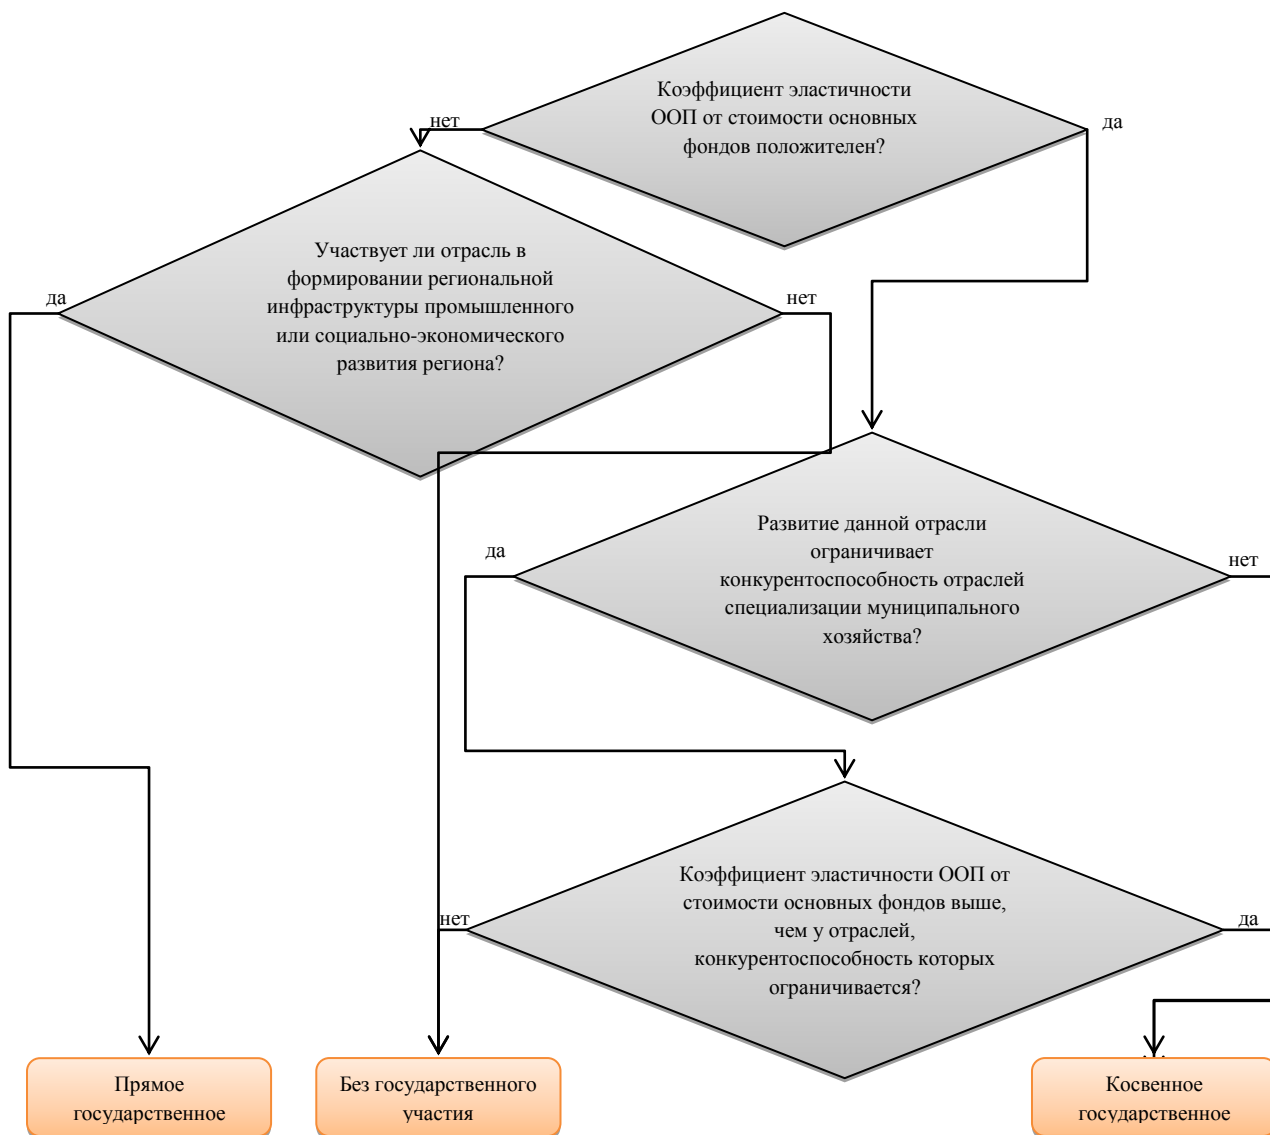 Коэффициент эластичности
ООП от стоимости основных
фондов положителен?
нет
да
Участвует ли отрасль в
формировании региональной
инфраструктуры промышленного
или социально-экономического
развития региона?
да
нет
Развитие данной отрасли
ограничивает
конкурентоспособность отраслей
специализации муниципального
хозяйства?
да
нет
Коэффициент эластичности ООП от
стоимости основных фондов выше,
чем у отраслей,
конкурентоспособность которых
ограничивается?
нет
да
Прямое
государственное
Без государственного
участия
Косвенное
государственное